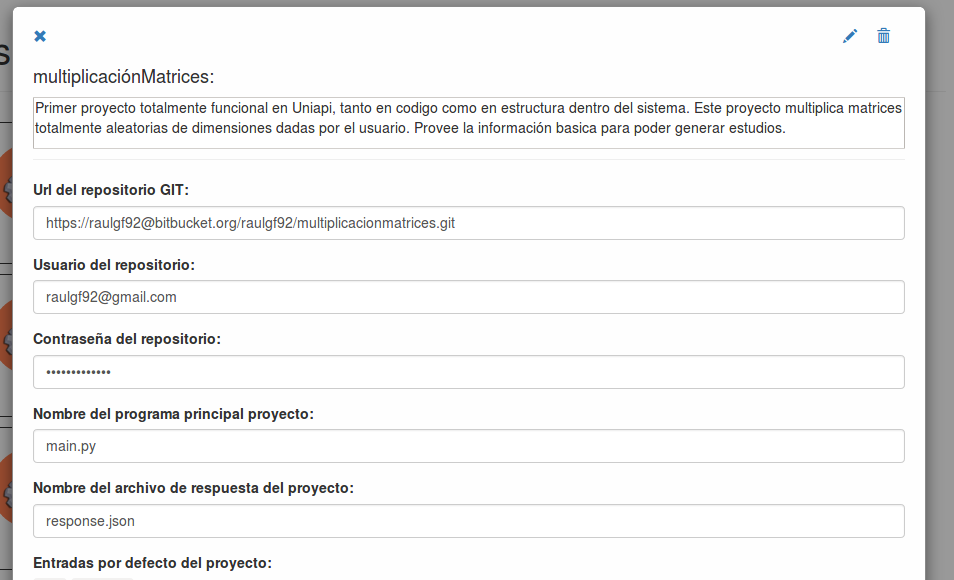 multiplicaciónMatrices:
Primer proyecto totalmente funcional en Uniapi, tanto en codigo como en estructura dentro del sistema. Este proyecto multiplica matrices
totalmente aleatorias de dimensiones dadas por el usuario. Provee la información basica para poder generar estudios.
Url del repositorio GIT:
https://raulgf92@bitbucket.org/raulgf92/multiplicacionmatrices.git
Usuario del repositorio:
raulgf92@gmail.com
Contraseña del repositorio:
•••••••••••••
Nombre del programa principal proyecto:
main.py
Nombre del archivo de respuesta del proyecto:
response.json
Entradas por defecto del proyecto: